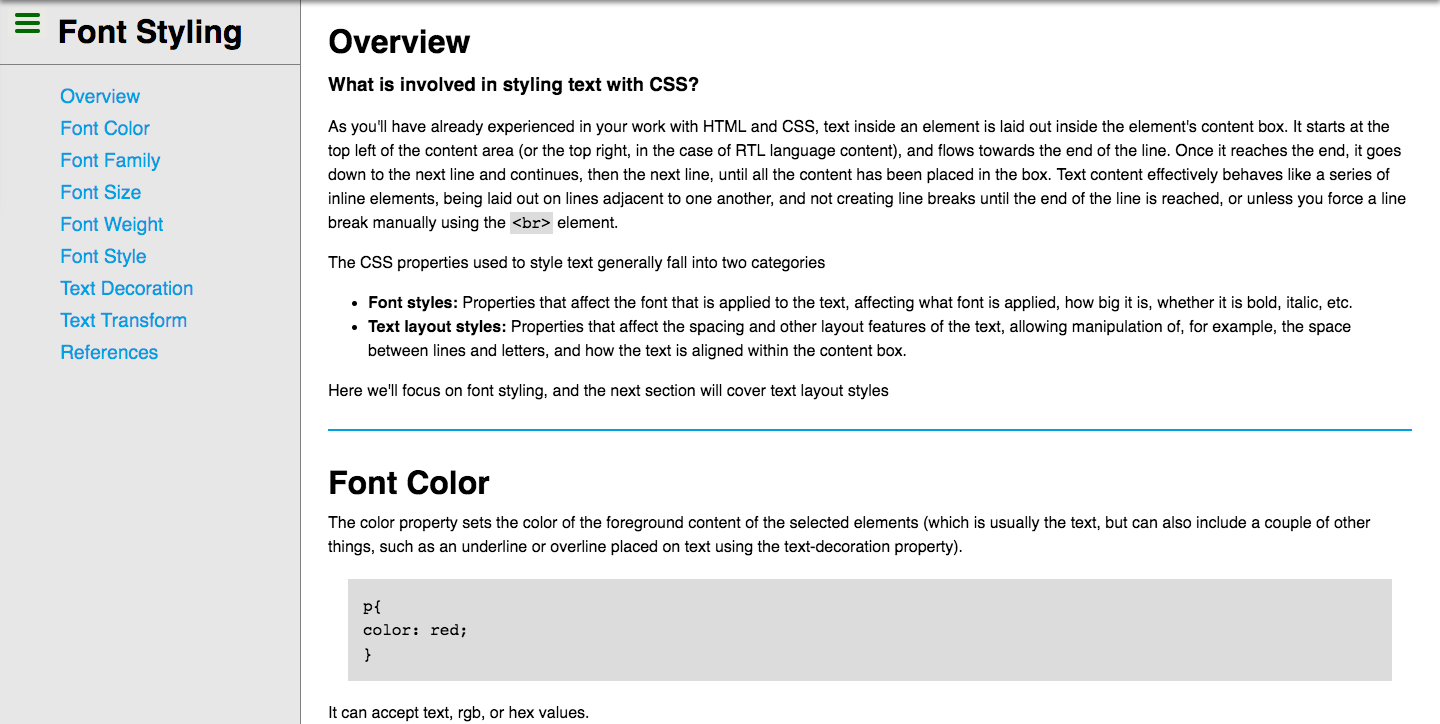 Font Styling
Overview
Font Color
Font Family
Font Size
Font Weight
Font Style
Text Decoration
Text Transform
References
Overview
What is involved in styling text with CSS?
As you'll have already experienced in your work with HTML and CSS, text inside an element is laid out inside the element's content box. It starts at the
top left of the content area (or the top right, in the case of RTL language content), and flows towards the end of the line. Once it reaches the end, it goes
down to the next line and continues, then the next line, until all the content has been placed in the box. Text content effectively behaves like a series of
inline elements, being laid out on lines adjacent to one another, and not creating line breaks until the end of the line is reached, or unless you force a line
break manually using the <br> element.
The CSS properties used to style text generally fall into two categories
• Font styles: Properties that affect the font that is applied to the text, affecting what font is applied, how big it is, whether it is bold, italic, etc.
• Text layout styles: Properties that affect the spacing and other layout features of the text, allowing manipulation of, for example, the space
between lines and letters, and how the text is aligned within the content box.
Here we'll focus on font styling, and the next section will cover text layout styles
Font Color
The color property sets the color of the foreground content of the selected elements (which is usually the text, but can also include a couple of other
things, such as an underline or overline placed on text using the text-decoration property).
p{
color: red;
}
It can accept text, rgb, or hex values.